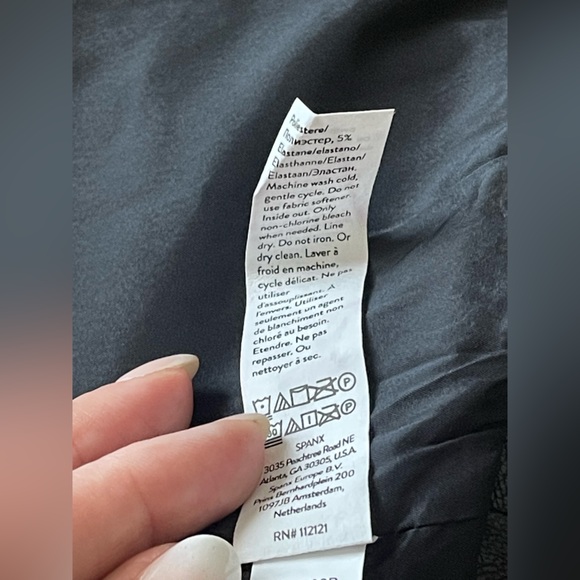 Poliestere/
Полиэстер, 5%
Elastane/elastano/
Elasthanne/Elastan/
Elastaan/Эластан.
Machine wash cold,
gentle cycle. Do not
use fabric softener.
Inside out. Only
non-chlorine bleach
when needed. Line
dry. Do not iron. Or
dry clean. Laver à
froid en machine,
cycle délicat. Ne pas
utiliser
d'assouplissant. À
l'envers. Utiliser
seulement un agent
de blanchiment non
chloré au besoin.
Etendre. Ne pas
repasser. Ou
nettoyer à sec.
P
P
SPANX
3035 Peachtree Road NE
Atlanta, GA 30305, U.S.A.
Spanx Europe B.V.
Prins Bernhardplein 200
1097JB Amsterdam,
Netherlands
RN# 112121